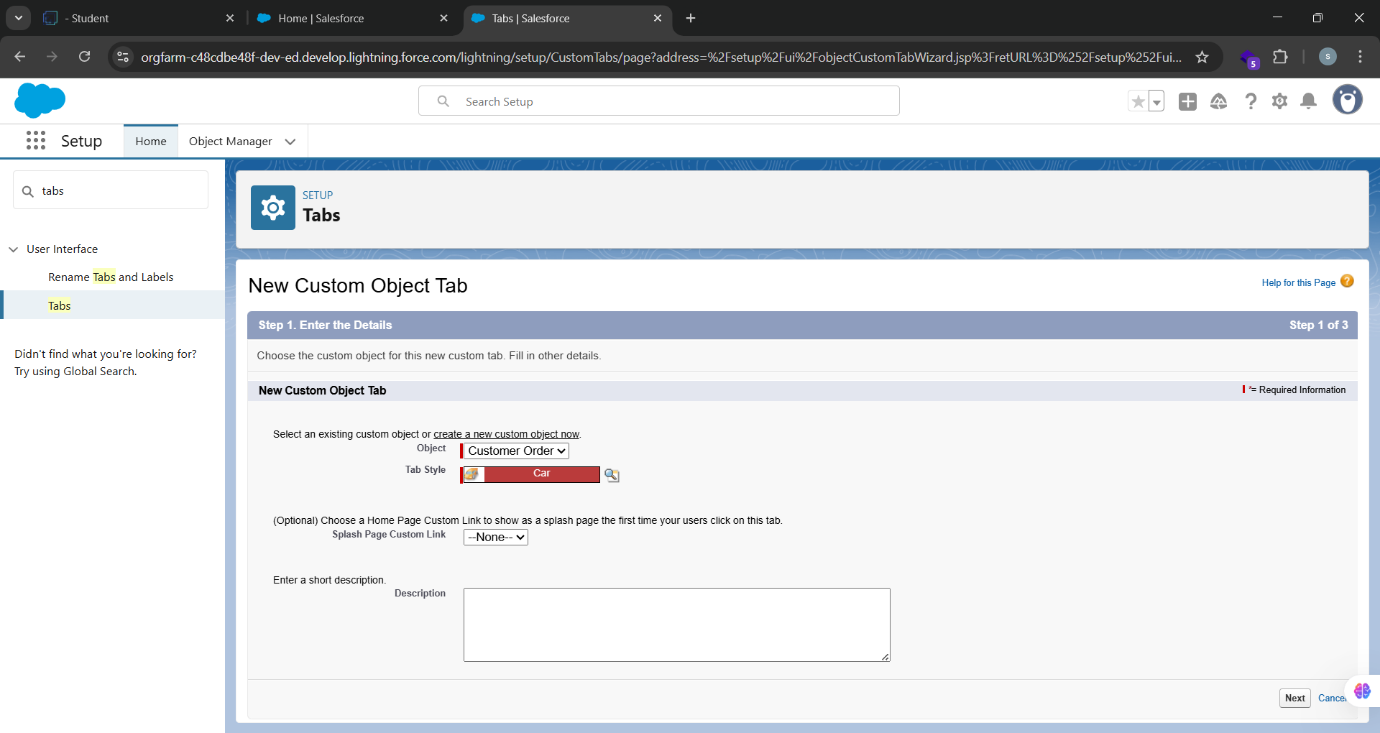 - Student
Home | Salesforce
Tabs | Salesforce
orgfarm-c48cdbe48f-dev-ed.develop.lightning.force.com/lightning/setup/CustomTabs/page?address=%2Fsetup%2Fui%2FobjectCustomTabWizard.jsp%3FretURL%3D%252Fsetup%252Fui...
5
S
Search Setup
Setup
Home
Object Manager
tabs
SETUP
Tabs
User Interface
Rename Tabs and Labels
Tabs
Didn't find what you're looking for?
Try using Global Search.
New Custom Object Tab
Help for this Page
Step 1. Enter the Details
Step 1 of 3
Choose the custom object for this new custom tab. Fill in other details.
New Custom Object Tab
= Required Information
Select an existing custom object or create a new custom object now.
Object
Customer Order
Tab Style
Car
(Optional) Choose a Home Page Custom Link to show as a splash page the first time your users click on this tab.
Splash Page Custom Link
--None--
Enter a short description.
Description
Next
Cancel